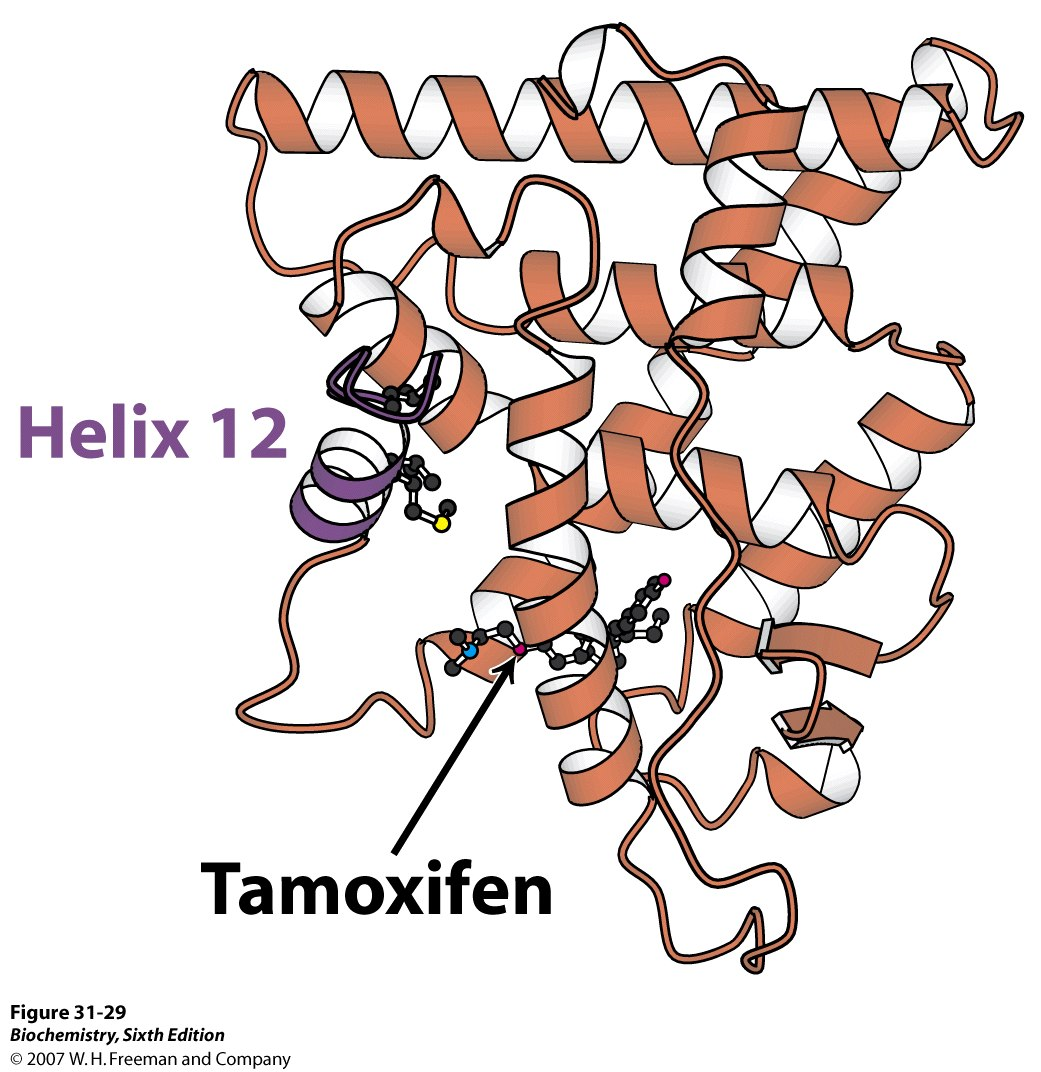 Helix 12
Tamoxifen
Figure 31-29
Biochemistry, Sixth Edition
© 2007 W. H. Freeman and Company